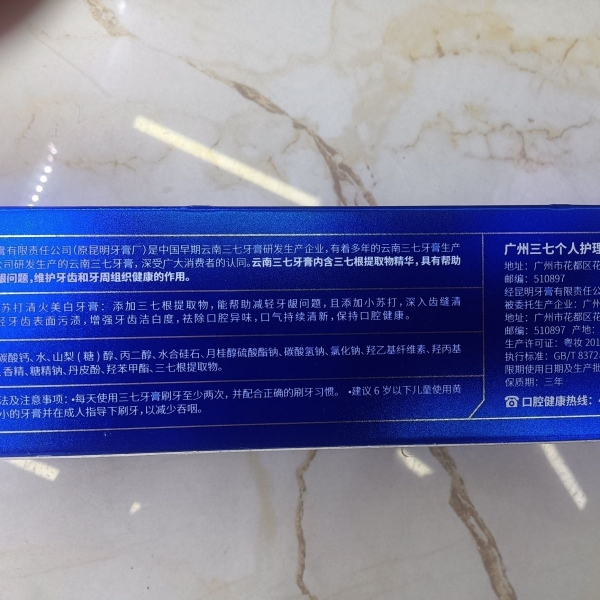 膏有限责任公司(原昆明牙膏厂)是中国早期云南三七牙膏研发生产企业,有着多年的云南三七牙膏生产
公司研发生产的云南三七牙膏,深受广大消费者的认同。云南三七牙膏内含三七根提取物精华,具有帮助
龈问题,维护牙齿和牙周组织健康的作用。
苏打清火美白牙膏:添加三七根提取物,能帮助减轻牙龈问题,且添加小苏打,深入齿缝清
轻牙齿表面污渍,增强牙齿洁白度,祛除口腔异味,口气持续清新,保持口腔健康。
碳酸钙、水、山梨(糖)醇、丙二醇、水合硅石、月桂醇硫酸酯钠、碳酸氢钠、氯化钠、羟乙基纤维素、羟丙基
香精、糖精钠、丹皮酚、羟苯甲酯、三七根提取物。
法及注意事项:•每天使用三七牙膏刷牙至少两次,并配合正确的刷牙习惯。•建议6岁以下儿童使用黄
小的牙膏并在成人指导下刷牙,以减少吞咽。
广州三七个人护理
地址:广州市花都区花
邮编:510897
经昆明牙膏有限责任公
被委托生产企业:广州
地址:广州市花都区花
邮编:510897 产地:
生产许可证:粤妆201
执行标准:GB/T 8372
限期使用日期及生产批
保质期:三年
☎口腔健康热线: